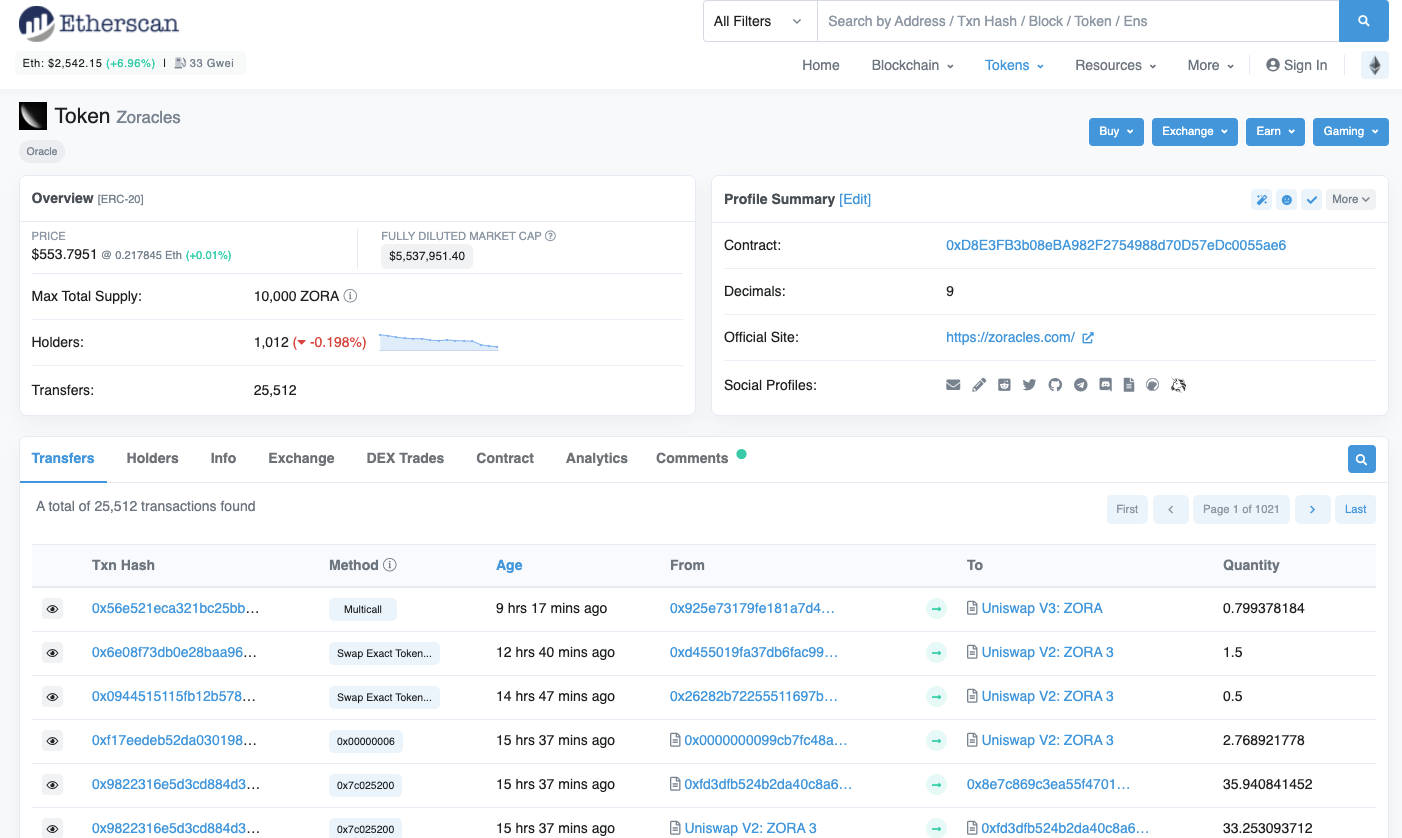 Etherscan
All Filters
Search by Address / Txn Hash / Block / Token / Ens
Eth: $2,542.15 (+6.96%) | 33 Gwei
Home Blockchain Tokens Resources More Sign In
Token Zoracles
Oracle
Buy Exchange Earn Gaming
Overview [ERC-20]
PRICE
$553.7951 @ 0.217845 Eth (+0.01%)
FULLY DILUTED MARKET CAP
$5,537,951.40
Max Total Supply: 10,000 ZORA
Holders: 1,012 (-0.198%)
Transfers: 25,512
Profile Summary [Edit]
More
Contract: 0xD8E3FB3b08eBA982F2754988d70D57eDc0055ae6
Decimals: 9
Official Site: https://zoracles.com/
Social Profiles:
Transfers Holders Info Exchange DEX Trades Contract Analytics Comments
A total of 25,512 transactions found
First Page 1 of 1021 Last
Txn Hash Method Age From To Quantity
0x56e521eca321bc25bb... Multicall 9 hrs 17 mins ago 0x925e73179fe181a7d4... Uniswap V3: ZORA 0.799378184
0x6e08f73db0e28baa96... Swap Exact Token... 12 hrs 40 mins ago 0xd455019fa37db6fac99... Uniswap V2: ZORA 3 1.5
0x0944515115fb12b578... Swap Exact Token... 14 hrs 47 mins ago 0x26282b72255511697b... Uniswap V2: ZORA 3 0.5
0xf17eedeb52da030198... 0x00000006 15 hrs 37 mins ago 0x0000000099cb7fc48a... Uniswap V2: ZORA 3 2.768921778
0x9822316e5d3cd884d3... 0x7c025200 15 hrs 37 mins ago 0xfd3dfb524b2da40c8a6... 0x8e7c869c3ea55f4701... 35.940841452
0x9822316e5d3cd884d3... 0x7c025200 15 hrs 37 mins ago Uniswap V2: ZORA 3 0xfd3dfb524b2da40c8a6... 33.253093712